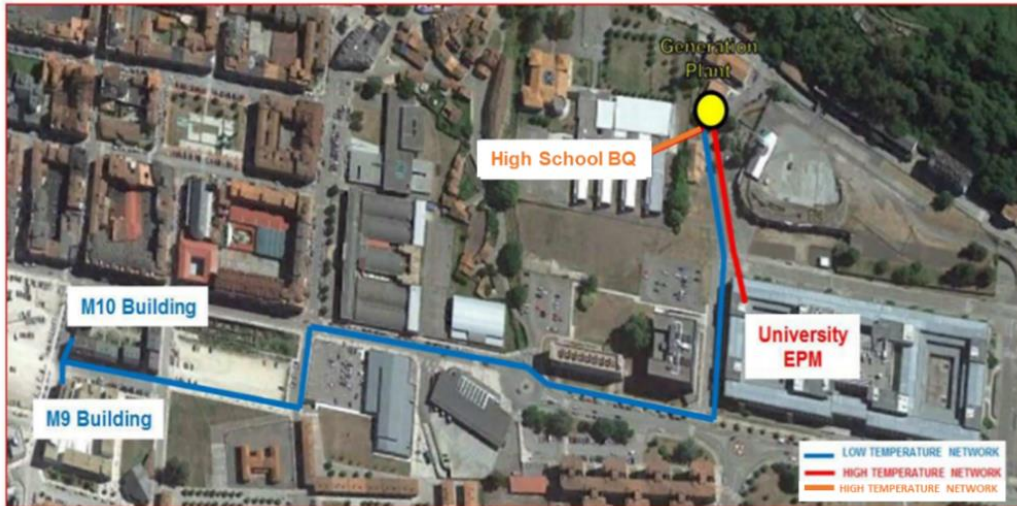 Generation
Plant
High School BQ
M10 Building
University
EPM
M9 Building
LOW TEMPERATURE NETWORK
HIGH TEMPERATURE NETWORK
HIGH TEMPERATURE NETWORK